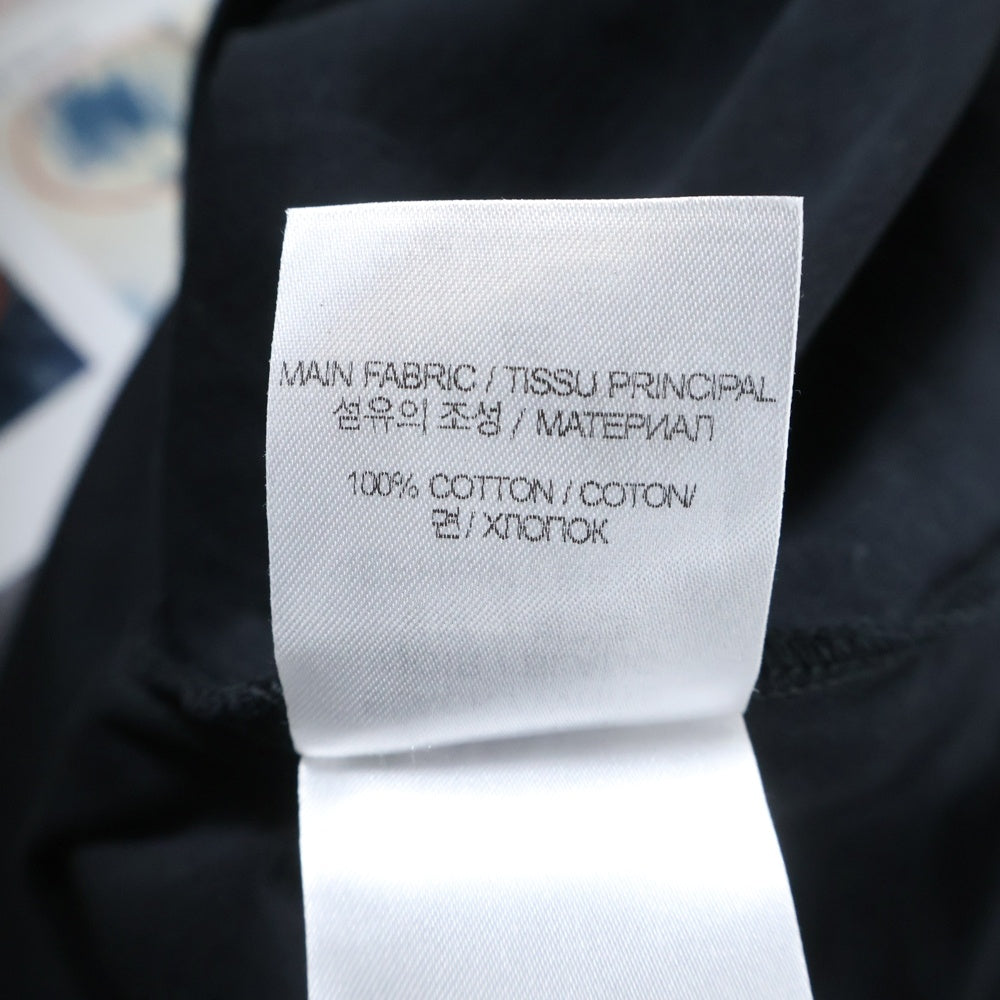 MAIN FABRIC / TISSU PRINCIPAL
섬유의 조성 / МАТЕРИАЛ
100% COTTON / COTON/
면 / ХЛОПОК